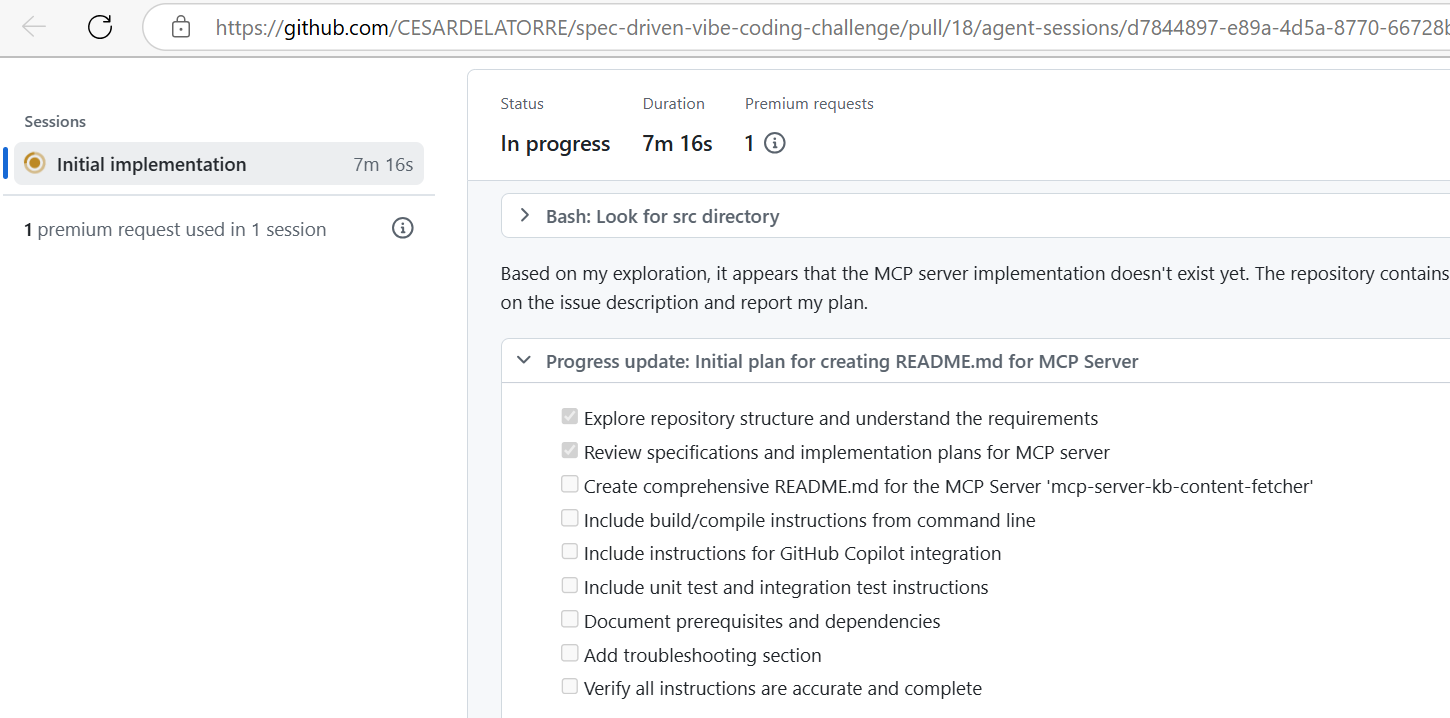 https://github.com/CESARDELATORRE/spec-driven-vibe-coding-challenge/pull/18/agent-sessions/d7844897-e89a-4d5a-8770-66728b
Sessions
Initial implementation 7m 16s
1 premium request used in 1 session
Status Duration Premium requests
In progress 7m 16s 1
Bash: Look for src directory
Based on my exploration, it appears that the MCP server implementation doesn't exist yet. The repository contains
on the issue description and report my plan.
Progress update: Initial plan for creating README.md for MCP Server
Explore repository structure and understand the requirements
Review specifications and implementation plans for MCP server
Create comprehensive README.md for the MCP Server 'mcp-server-kb-content-fetcher'
Include build/compile instructions from command line
Include instructions for GitHub Copilot integration
Include unit test and integration test instructions
Document prerequisites and dependencies
Add troubleshooting section
Verify all instructions are accurate and complete